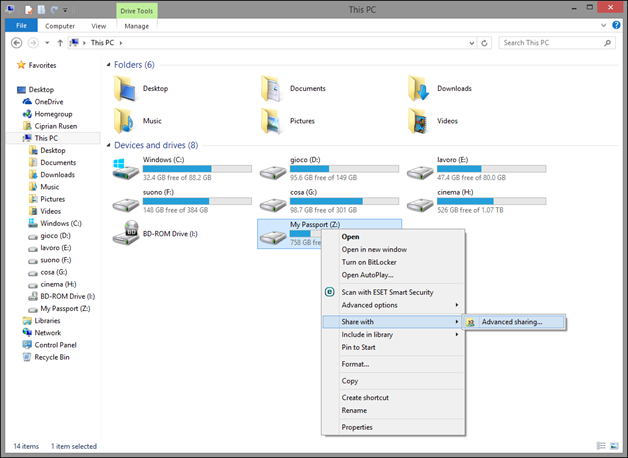 Drive Tools
This PC
File
Computer
View
Manage
This PC
Search This PC
Favorites
Desktop
OneDrive
Homegroup
Ciprian Rusen
This PC
Desktop
Documents
Downloads
Music
Pictures
Videos
Windows (C:)
gioco (D:)
lavoro (E:)
suono (F:)
cosa (G:)
cinema (H:)
BD-ROM Drive (I:)
My Passport (Z:)
Libraries
Network
Control Panel
Recycle Bin
Folders (6)
Desktop
Documents
Downloads
Music
Pictures
Videos
Devices and drives (8)
Windows (C:)
32.4 GB free of 88.2 GB
gioco (D:)
95.6 GB free of 149 GB
lavoro (E:)
47.4 GB free of 80.0 GB
suono (F:)
148 GB free of 384 GB
cosa (G:)
98.7 GB free of 301 GB
cinema (H:)
526 GB free of 1.07 TB
BD
BD-ROM Drive (I:)
My Passport (Z:)
758 GB fre
Open
Open in new window
Turn on BitLocker
Open AutoPlay...
e Scan with ESET Smart Security
Advanced options
Share with
Advanced sharing...
Include in library
Pin to Start
Format...
Copy
Create shortcut
Rename
Properties
14 items
1 item selected